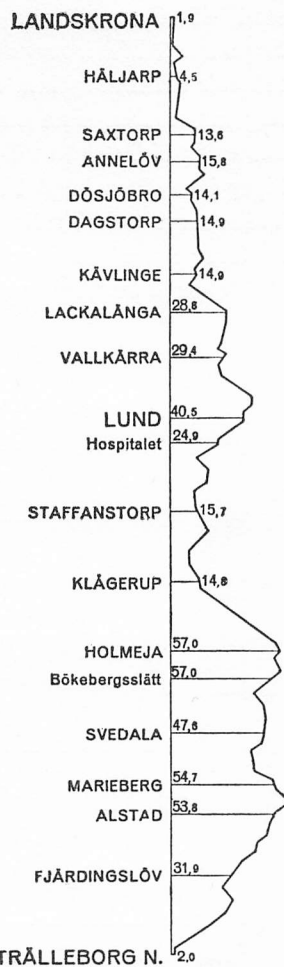 LANDSKRONA 1,9
HÄLJARP 4,5
SAXTORP 13,6
ANNELÖV 15,8
DÖSJÖBRO 14,1
DAGSTORP 14,9
KÄVLINGE 14,9
LACKALÅNGA 28,6
VALLKÄRRA 29,4
LUND 40,5
Hospitalet 24,9
STAFFANSTORP 15,7
KLÅGERUP 14,8
HOLMEJA 57,0
Bökebergsslätt 57,0
SVEDALA 47,6
MARIEBERG 54,7
ALSTAD 53,8
FJÄRDINGSLÖV 31,9
TRÄLLEBORG N. 2,0